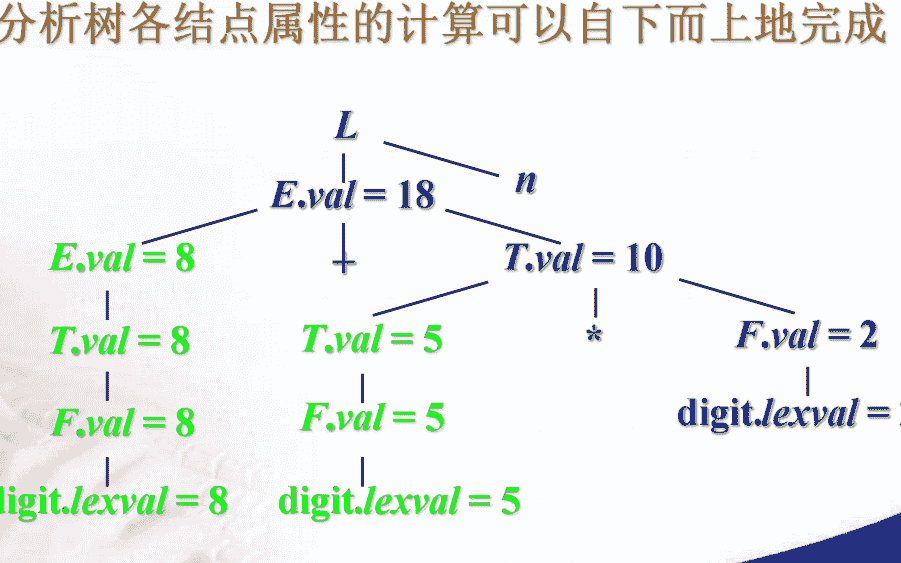 分析树各结点属性的计算可以自下而上地完成
L
n
E.val = 18
E.val = 8
+
T.val = 10
T.val = 8
T.val = 5
*
F.val = 2
F.val = 8
F.val = 5
digit.lexval =
digit.lexval = 8
digit.lexval = 5